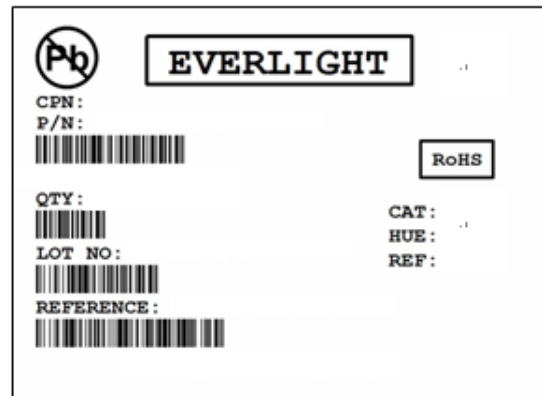 Pb
EVERLIGHT
CPN:
P/N:
RoHS
QTY:
CAT:
HUE:
LOT NO:
REF:
REFERENCE: